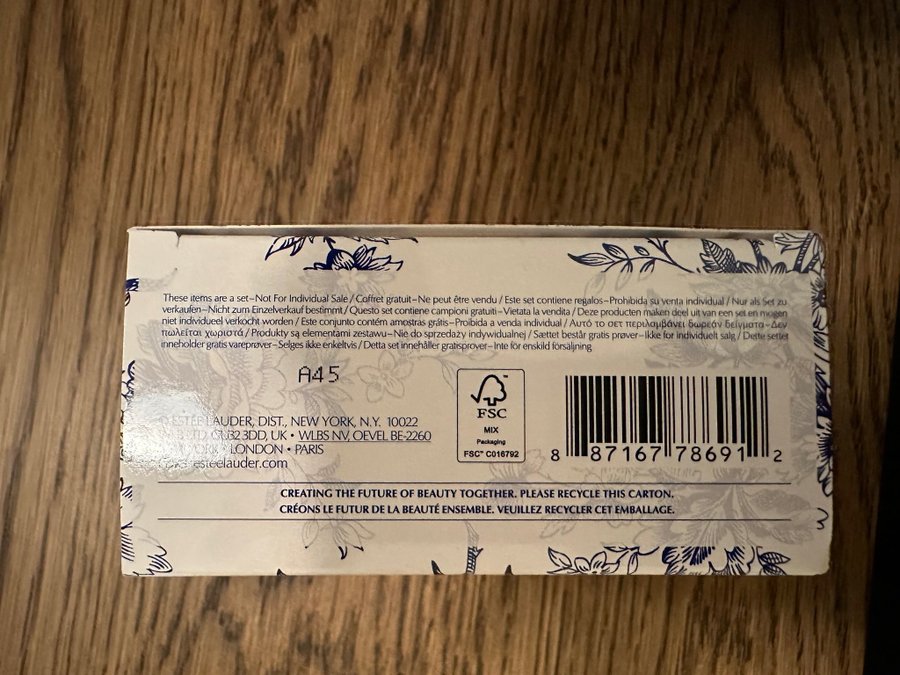 These items are a set–Not For Individual Sale / Coffret gratuit–Ne peut être vendu / Este set contiene regalos–Prohibida su venta individual / Nur als Set zu
verkaufen–Nicht zum Einzelverkauf bestimmt / Questo set contiene campioni gratuiti–Vietata la vendita / Deze producten maken deel uit van een set en mogen
niet individueel verkocht worden / Este conjunto contém amostras grátis–Proibida a venda individual / Αυτό το σετ περιλαμβάνει δωρεάν δείγματα–Δεν
πωλείται χωριστά / Produkty są elementami zestawu–Nie do sprzedaży indywidualnej / Sættet består gratis prøver–Ikke for individuelt salg / Dette settet
inneholder gratis vareprøver–Selges ikke enkeltvis / Detta set innehåller gratisprover–Inte för enskild försäljning
A45
LAUDER, DIST., NEW YORK, N.Y. 10022
3DD, UK • WLBS NV, OEVEL BE-2260
• LONDON • PARIS
esteelauder.com
FSC
MIX
Packaging
FSC™ C016792
8 87167 78691 2
CREATING THE FUTURE OF BEAUTY TOGETHER. PLEASE RECYCLE THIS CARTON.
CRÉONS LE FUTUR DE LA BEAUTÉ ENSEMBLE. VEUILLEZ RECYCLER CET EMBALLAGE.